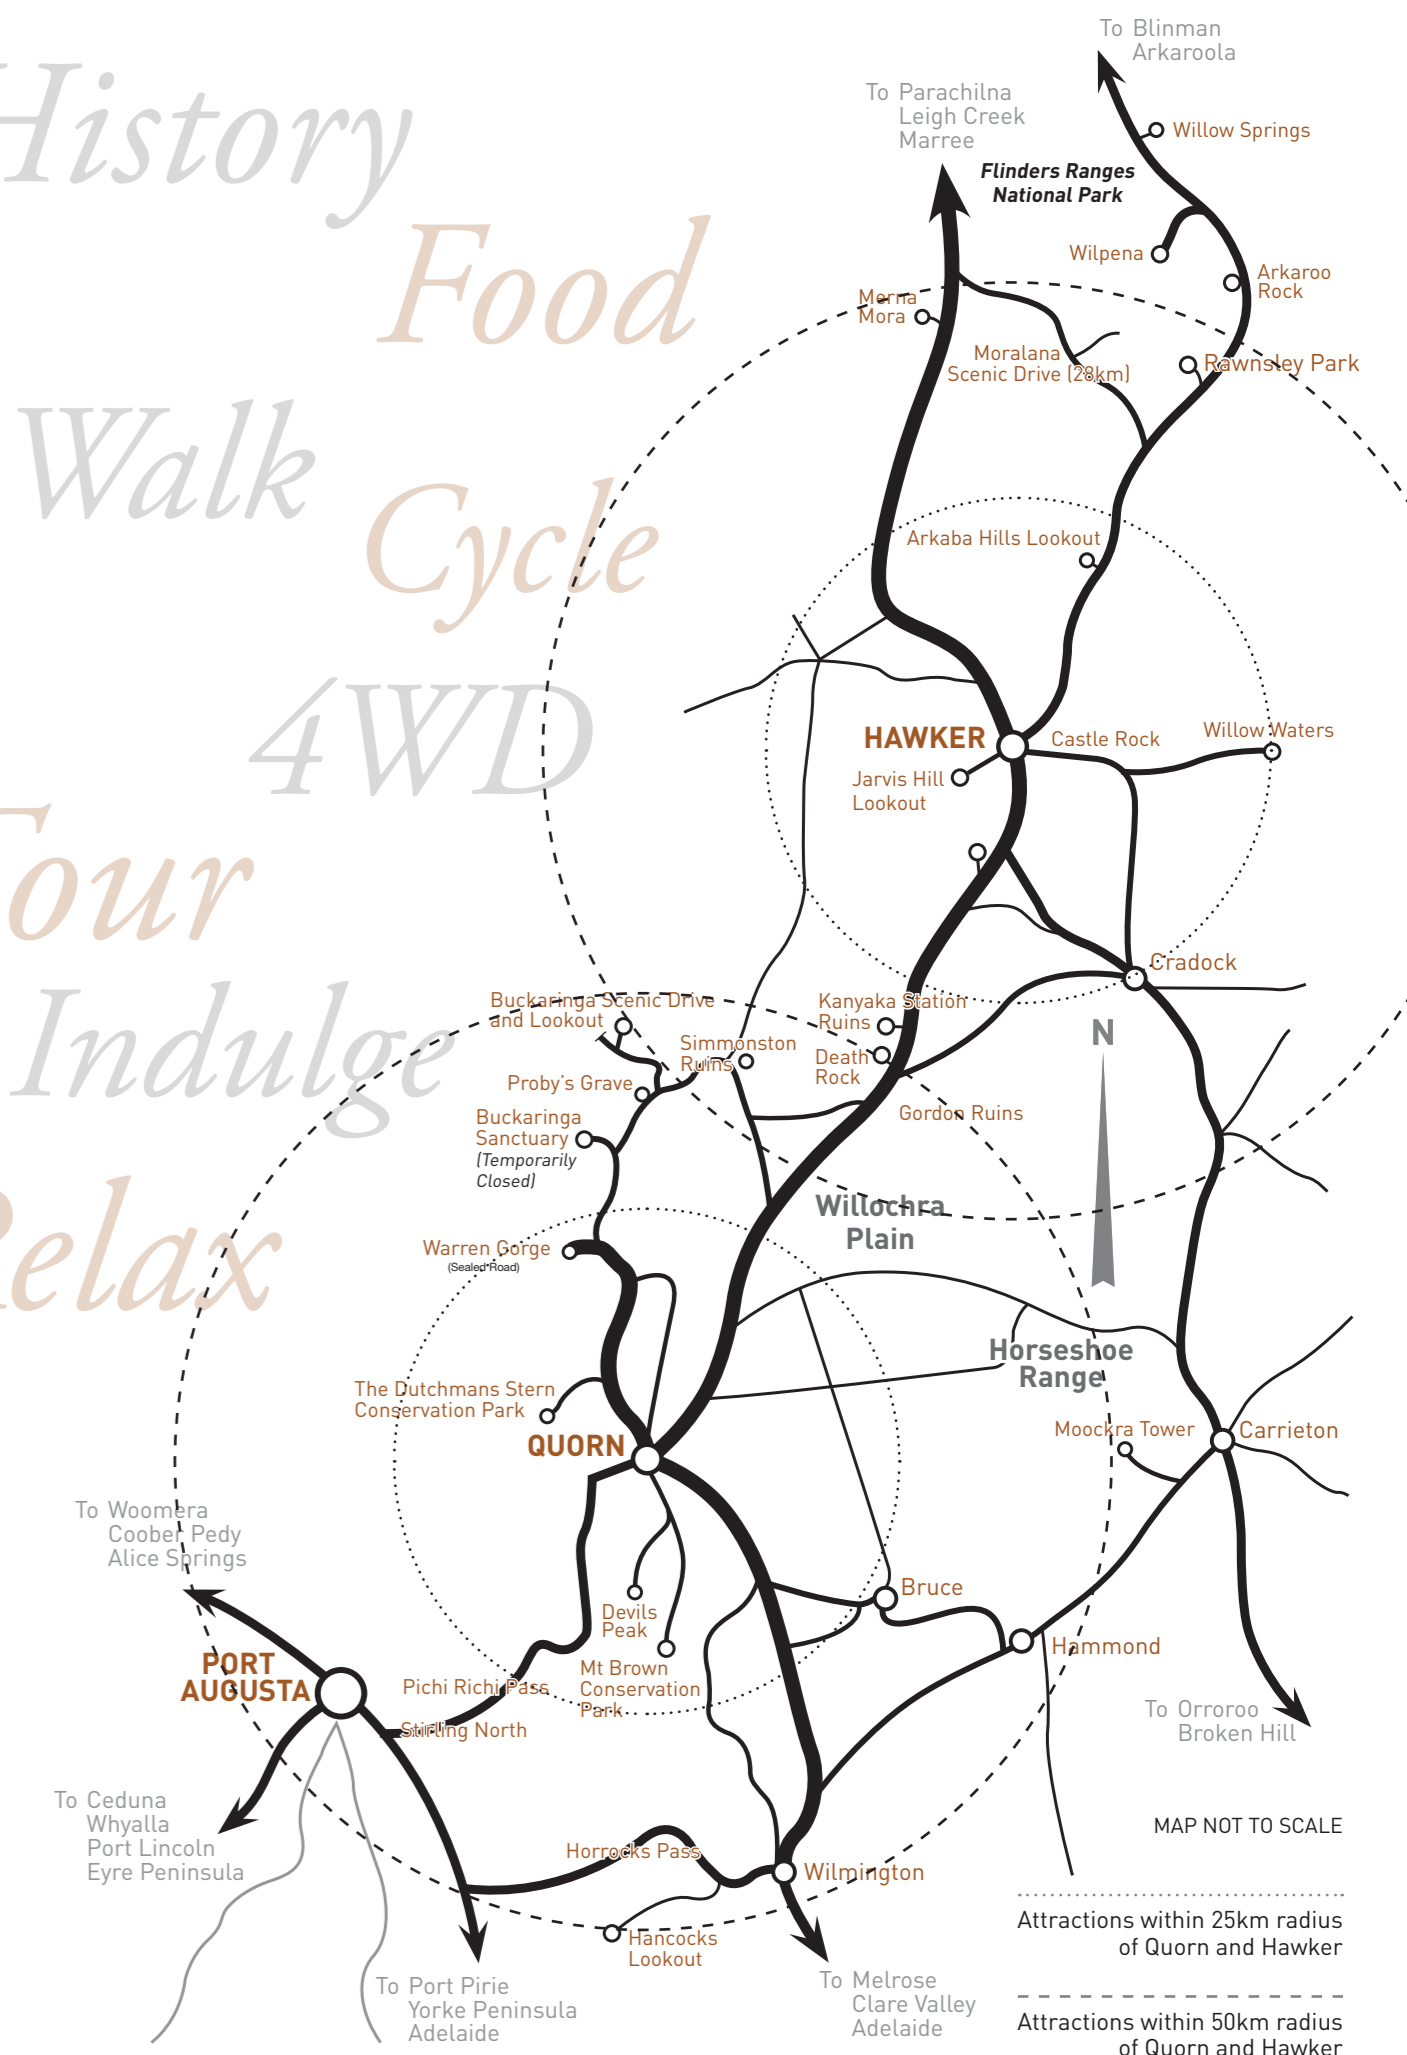 To Blinman
Arkaroola
To Parachilna
Leigh Creek
Marree
History
Willow Springs
Flinders Ranges
National Park
Food
Wilpena
Arkaroo
Rock
Merna
Mora
Moralana
Scenic Drive (28km)
Rawnsley Park
Walk
Cycle
Arkaba Hills Lookout
4WD
HAWKER
Castle Rock
Willow Waters
Jarvis Hill
Lookout
Tour
Indulge
Cradock
Buckaringa Scenic Drive
and Lookout
Kanyaka Station
Ruins
N
Simmonston
Ruins
Death
Rock
Proby's Grave
Gordon Ruins
Buckaringa
Sanctuary
(Temporarily
Closed)
Relax
Willochra
Plain
Warren Gorge
(Sealed Road)
Horseshoe
Range
The Dutchmans Stern
Conservation Park
QUORN
Moockra Tower
Carrieton
To Woomera
Coober Pedy
Alice Springs
Bruce
Devils
Peak
Hammond
PORT
AUGUSTA
Pichi Richi Pass
Mt Brown
Conservation
Park
Stirling North
To Orroroo
Broken Hill
To Ceduna
Whyalla
Port Lincoln
Eyre Peninsula
MAP NOT TO SCALE
Horrocks Pass
Wilmington
Attractions within 25km radius
of Quorn and Hawker
Hancocks
Lookout
To Port Pirie
Yorke Peninsula
Adelaide
To Melrose
Clare Valley
Adelaide
Attractions within 50km radius
of Quorn and Hawker